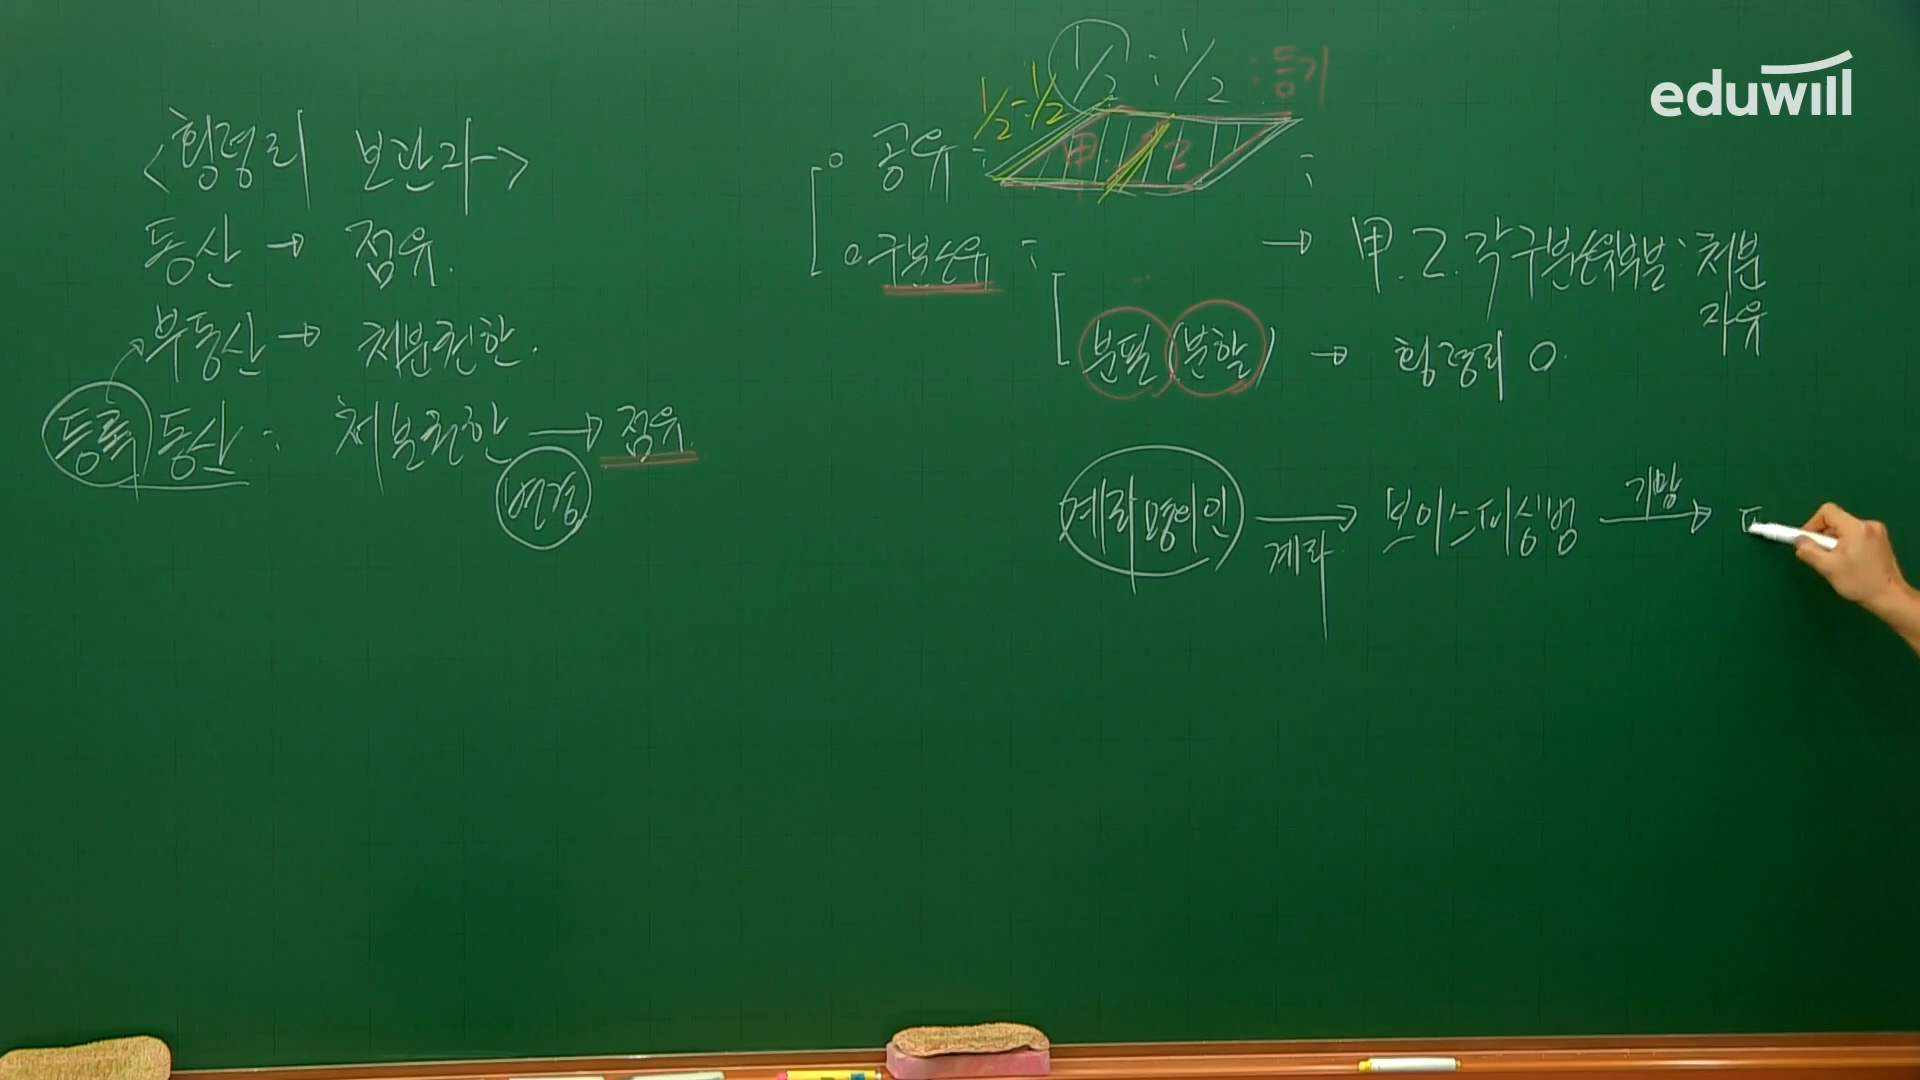 eduwill
<횡령죄 보관자>
동산 → 점유.
부동산 → 처분권한.
등록 동산 : 처분권한 → 점유.
변경
1/2 : 1/2 : 등기
1/2 : 1/2
공유 : 甲. 乙 :
구분소유 : → 甲.乙.각 구분소유부분:처분
자유
분필 (분할) → 횡령죄 O.
계좌명의인 → 보이스피싱범 →
계좌 기망